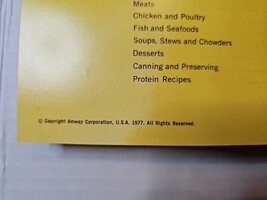 Meats
Chicken and Poultry
Fish and Seafoods
Soups, Stews and Chowders
Desserts
Canning and Preserving
Protein Recipes
© Copyright Amway Corporation, U.S.A. 1977. All Rights Reserved.